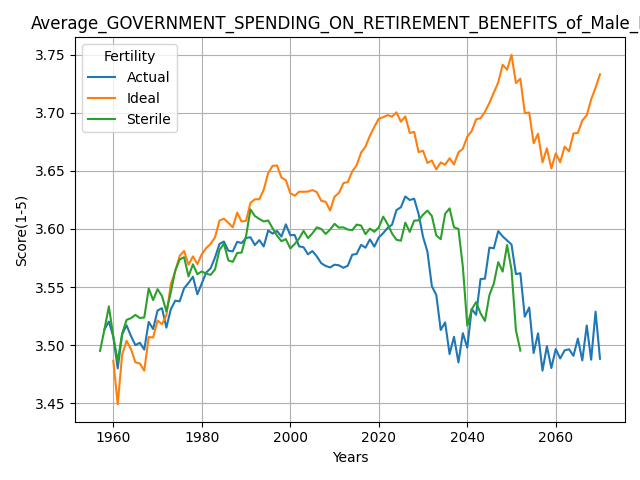 Average_GOVERNMENT_SPENDING_ON_RETIREMENT_BENEFITS_of_Male_
Fertility
Actual
Ideal
Sterile
Score(1-5)
3.75
3.70
3.65
3.60
3.55
3.50
3.45
1960 1980 2000 2020 2040 2060
Years